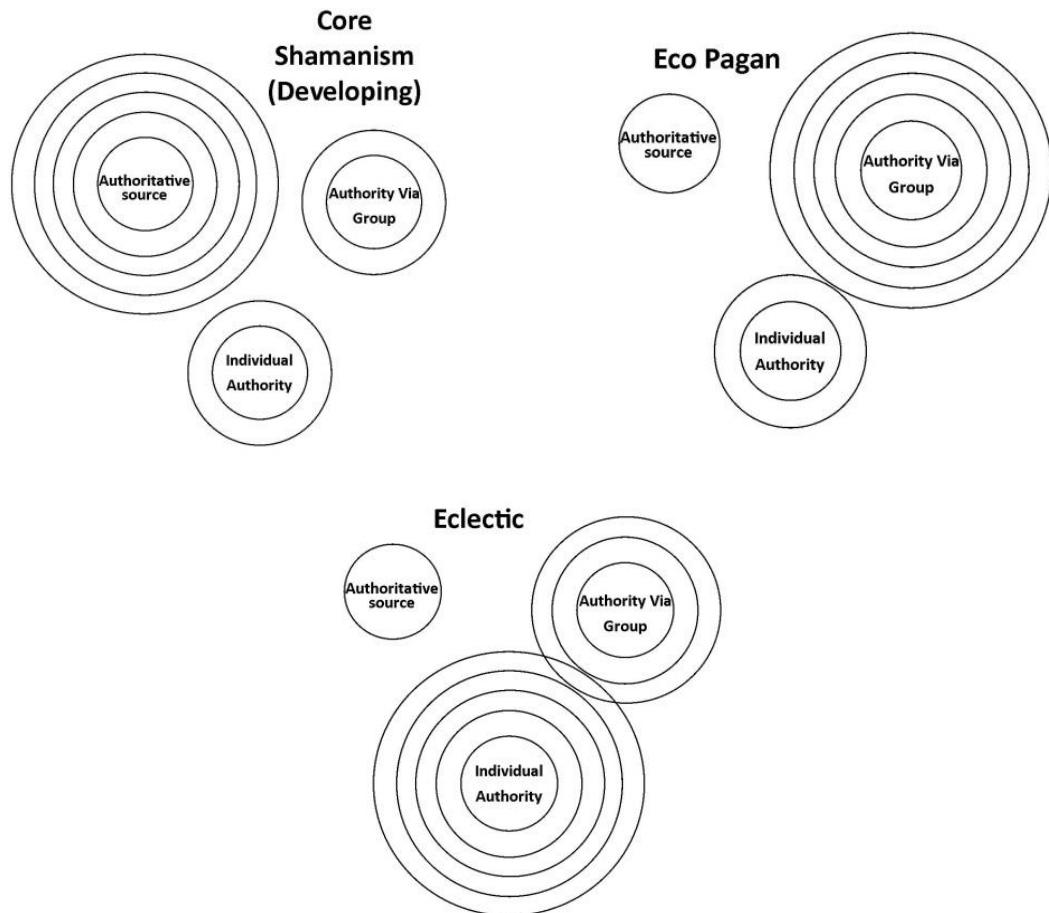 Core
Shamanism
(Developing)
Authoritative
source
Authority Via
Group
Individual
Authority
Eco Pagan
Authoritative
source
Authority Via
Group
Individual
Authority
Eclectic
Authoritative
source
Authority Via
Group
Individual
Authority